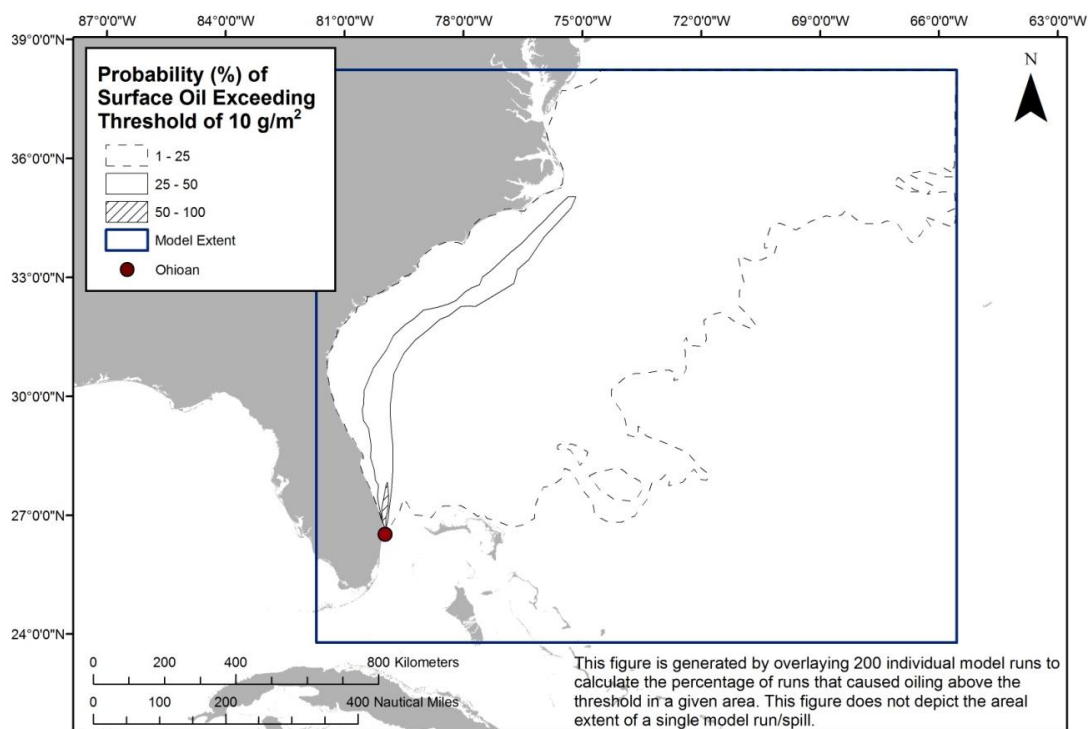 87°0'0"W 84°0'0"W 81°0'0"W 78°0'0"W 75°0'0"W 72°0'0"W 69°0'0"W 66°0'0"W 63°0'0"W
39°0'0"N
36°0'0"N
33°0'0"N
30°0'0"N
27°0'0"N
24°0'0"N
Probability (%) of
Surface Oil Exceeding
Threshold of 10 g/m²
1 - 25
25 - 50
50 - 100
Model Extent
Ohioan
N
0 200 400 800 Kilometers
0 100 200 400 Nautical Miles
This figure is generated by overlaying 200 individual model runs to
calculate the percentage of runs that caused oiling above the
threshold in a given area. This figure does not depict the areal
extent of a single model run/spill.